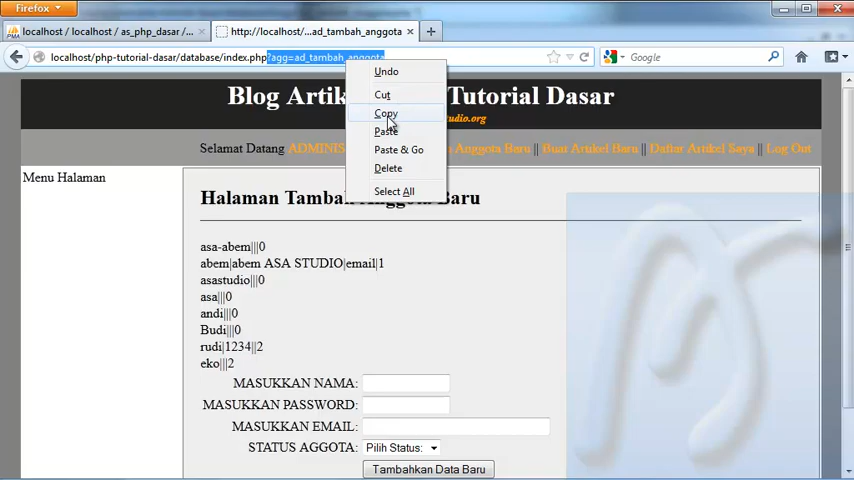 Firefox
localhost / localhost / as_php_dasar / ...
http://localhost/...ad_tambah_anggota
localhost/php-tutorial-dasar/database/index.php?agg=ad_tambah_anggota
Google
Undo
Cut
Copy
Paste
Paste & Go
Delete
Select All
Blog Arti Tutorial Dasar
studio.org
Selamat Datang ADMINIS Anggota Baru || Buat Artikel Baru || Daftar Artikel Saya || Log Out
Menu Halaman
Halaman Tambah Anggota Baru
asa-abem|||0
abem|abem ASA STUDIO|email|1
asastudio|||0
asa|||0
andi|||0
Budi|||0
rudi|1234||2
eko|||2
MASUKKAN NAMA:
MASUKKAN PASSWORD:
MASUKKAN EMAIL:
STATUS AGGOTA: Pilih Status:
Tambahkan Data Baru